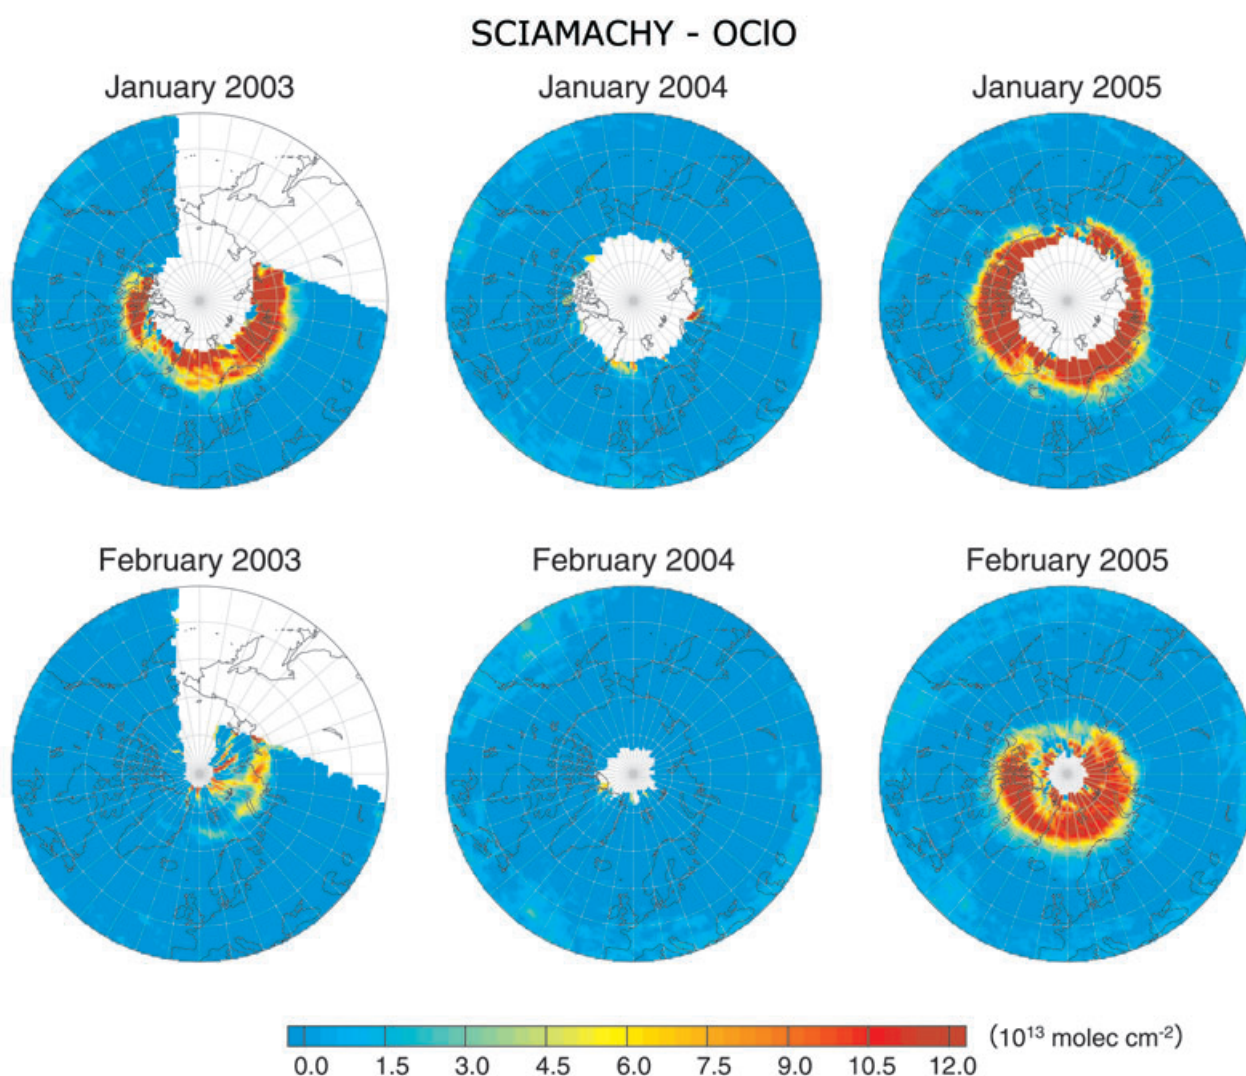 SCIAMACHY - OClO
January 2003
January 2004
January 2005
February 2003
February 2004
February 2005
0.0 1.5 3.0 4.5 6.0 7.5 9.0 10.5 12.0
(10¹³ molec cm⁻²)